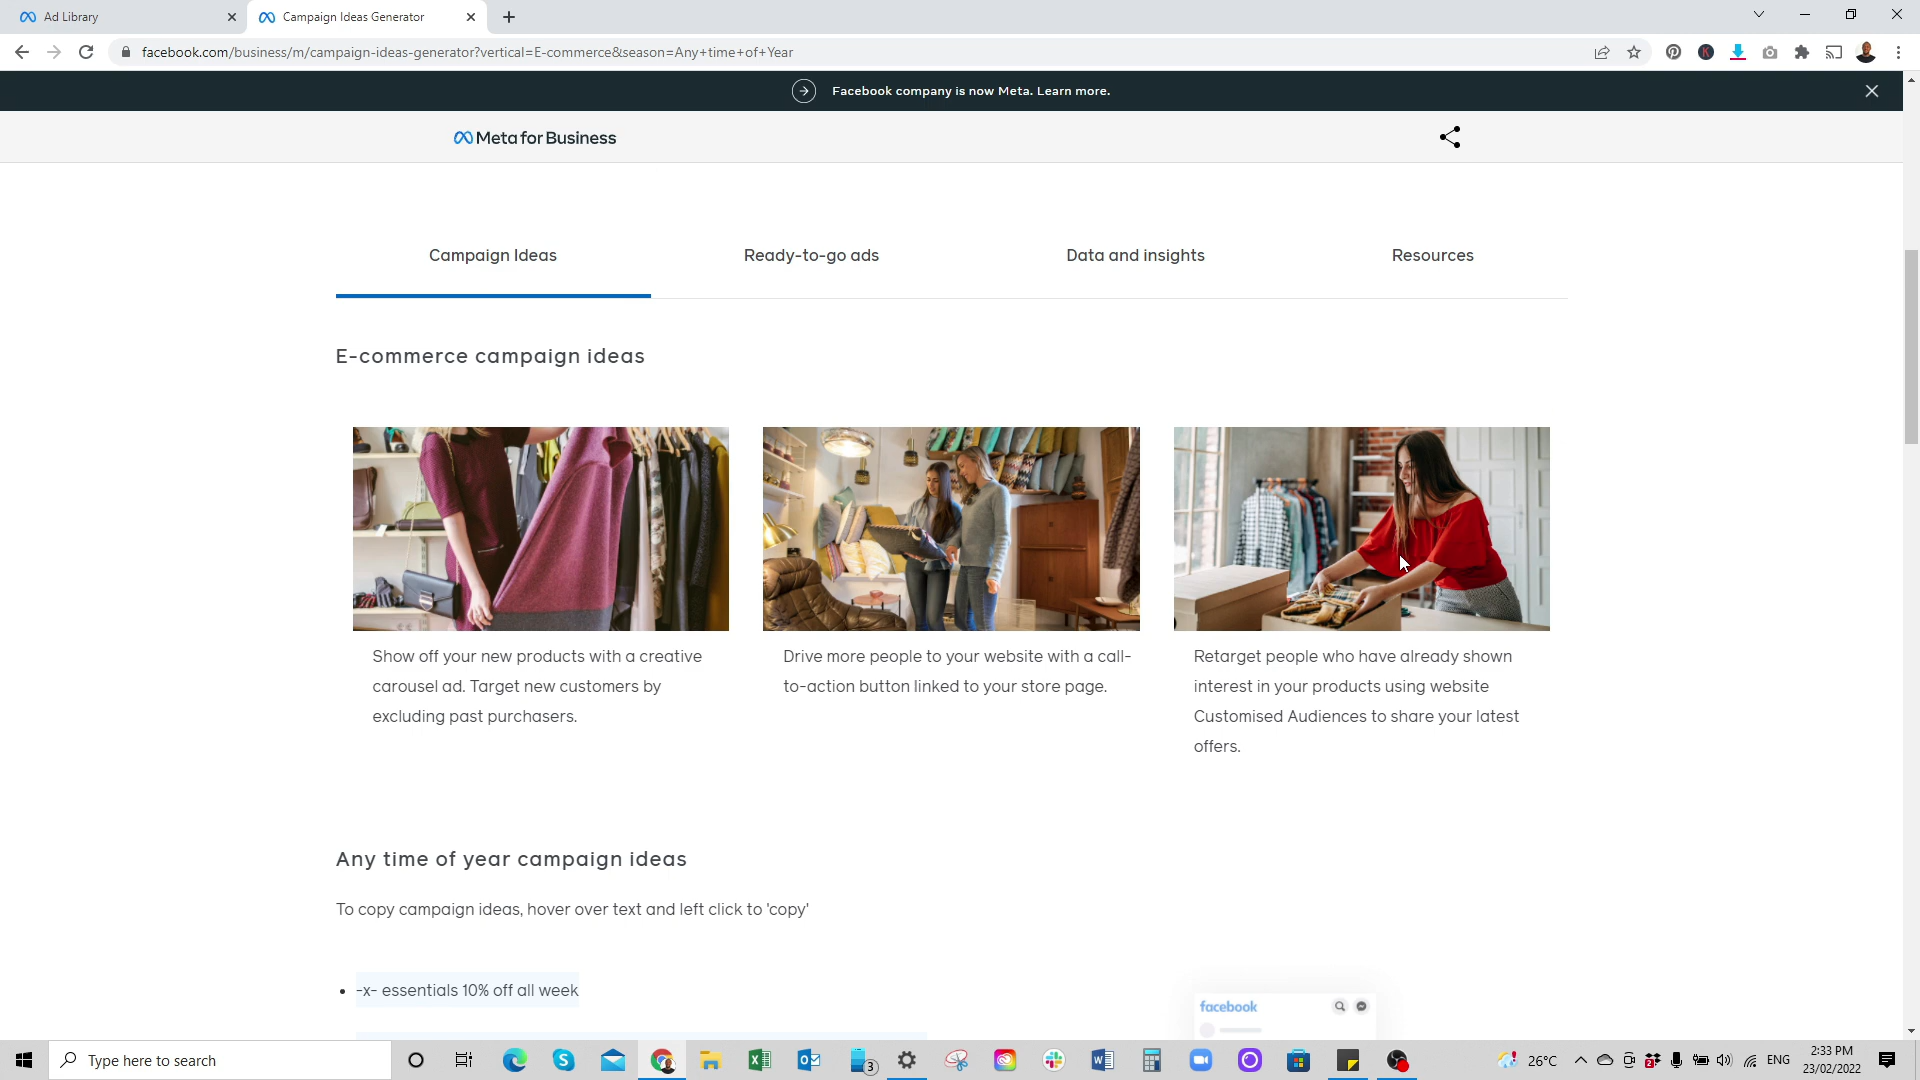 Ad Library
Campaign Ideas Generator
facebook.com/business/m/campaign-ideas-generator?vertical=E-commerce&season=Any+time+of+Year
Facebook company is now Meta. Learn more.
Meta for Business
Campaign Ideas
Ready-to-go ads
Data and insights
Resources
E-commerce campaign ideas
Show off your new products with a creative
carousel ad. Target new customers by
excluding past purchasers.
Drive more people to your website with a call-
to-action button linked to your store page.
Retarget people who have already shown
interest in your products using website
Customised Audiences to share your latest
offers.
Any time of year campaign ideas
To copy campaign ideas, hover over text and left click to 'copy'
-x- essentials 10% off all week
facebook
Type here to search
3
26°C
ENG
2:33 PM
23/02/2022